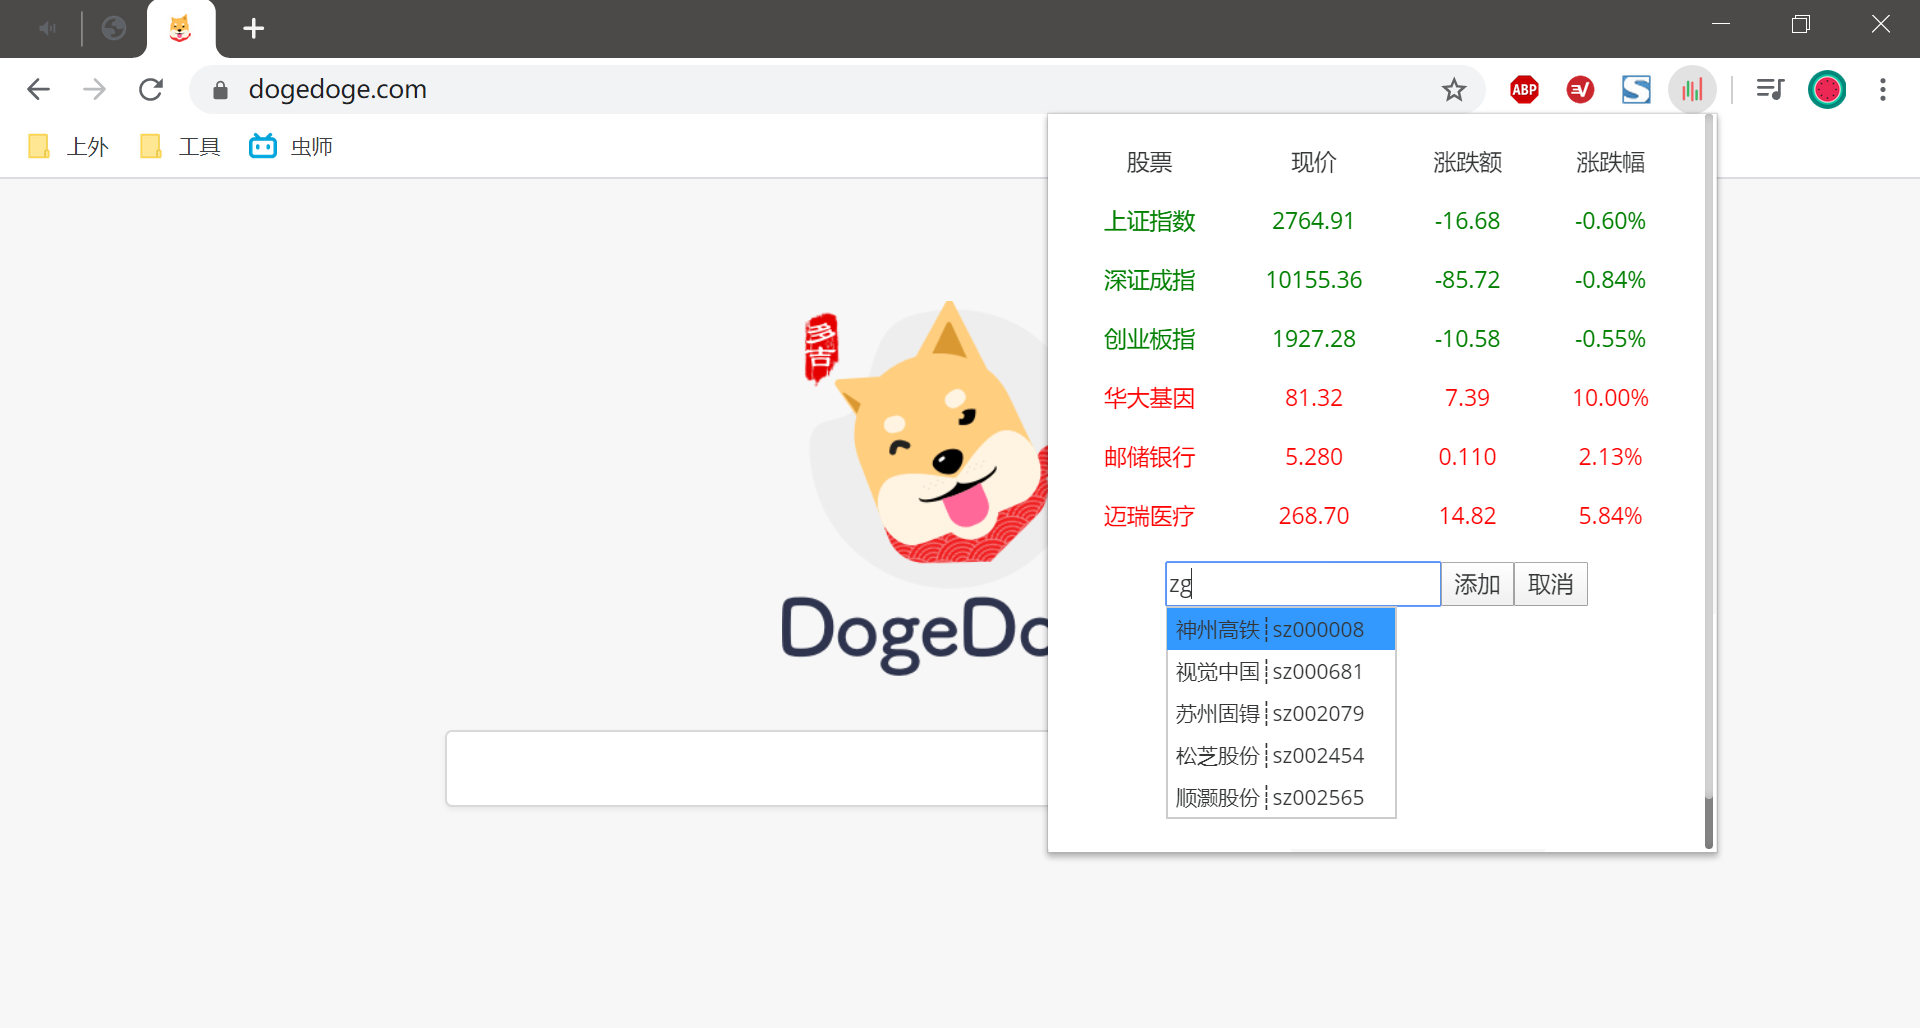 dogedoge.com
ABP
上外 工具 虫师
股票 现价 涨跌额 涨跌幅
上证指数 2764.91 -16.68 -0.60%
深证成指 10155.36 -85.72 -0.84%
创业板指 1927.28 -10.58 -0.55%
华大基因 81.32 7.39 10.00%
邮储银行 5.280 0.110 2.13%
迈瑞医疗 268.70 14.82 5.84%
多吉
DogeDo
zg 添加 取消
神州高铁┊sz000008
视觉中国┊sz000681
苏州固锝┊sz002079
松芝股份┊sz002454
顺灏股份┊sz002565